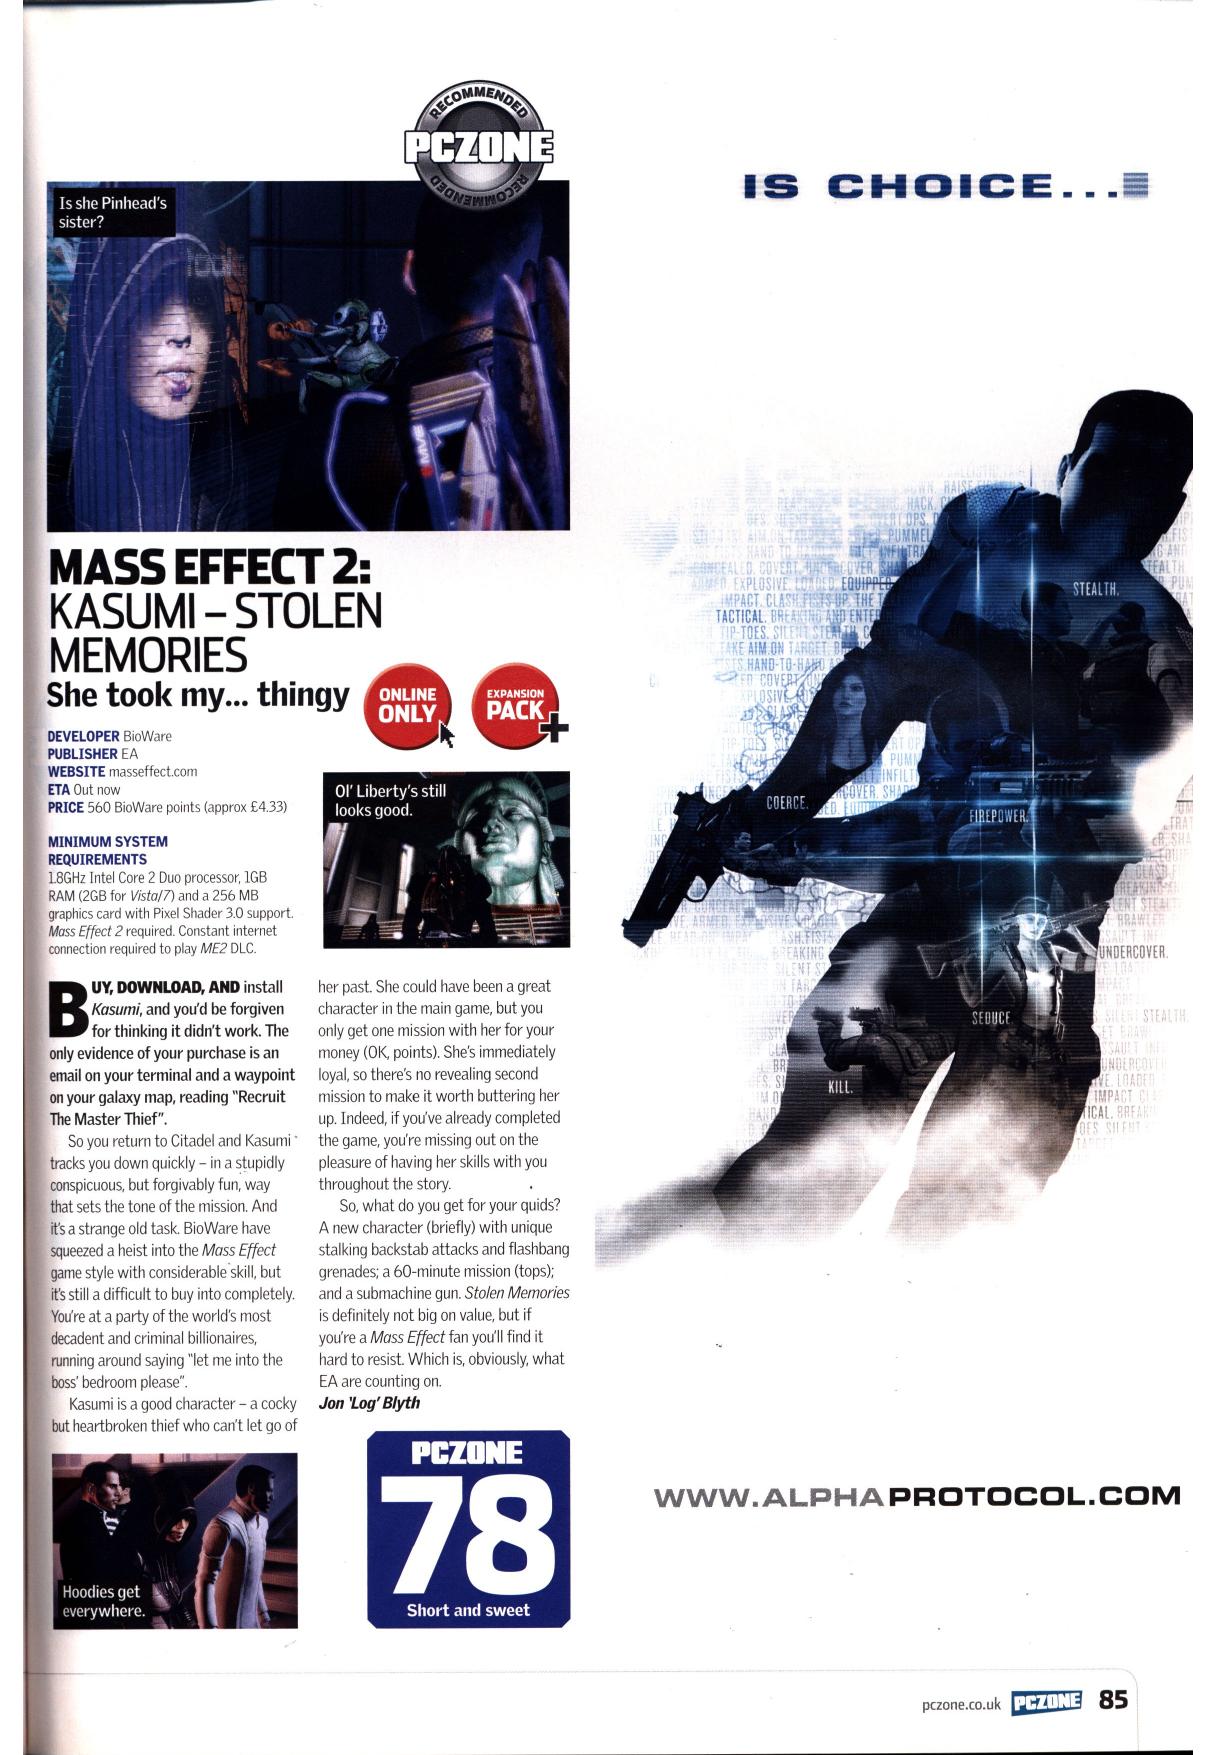 RECOMMENDED
PCZONE
RECOMMENDED
Is she Pinhead's
sister?
MVS
MASS EFFECT 2:
KASUMI – STOLEN
MEMORIES
She took my... thingy
ONLINE
ONLY
EXPANSION
PACK
DEVELOPER BioWare
PUBLISHER EA
WEBSITE masseffect.com
ETA Out now
PRICE 560 BioWare points (approx £4.33)
MINIMUM SYSTEM
REQUIREMENTS
1.8GHz Intel Core 2 Duo processor, 1GB
RAM (2GB for Vista/7) and a 256 MB
graphics card with Pixel Shader 3.0 support.
Mass Effect 2 required. Constant internet
connection required to play ME2 DLC.
Ol' Liberty's still
looks good.
BUY, DOWNLOAD, AND install
Kasumi, and you'd be forgiven
for thinking it didn't work. The
only evidence of your purchase is an
email on your terminal and a waypoint
on your galaxy map, reading "Recruit
The Master Thief".
So you return to Citadel and Kasumi
tracks you down quickly – in a stupidly
conspicuous, but forgivably fun, way
that sets the tone of the mission. And
it's a strange old task. BioWare have
squeezed a heist into the Mass Effect
game style with considerable skill, but
it's still a difficult to buy into completely.
You're at a party of the world's most
decadent and criminal billionaires,
running around saying "let me into the
boss' bedroom please".
Kasumi is a good character – a cocky
but heartbroken thief who can't let go of
her past. She could have been a great
character in the main game, but you
only get one mission with her for your
money (OK, points). She's immediately
loyal, so there's no revealing second
mission to make it worth buttering her
up. Indeed, if you've already completed
the game, you're missing out on the
pleasure of having her skills with you
throughout the story.
So, what do you get for your quids?
A new character (briefly) with unique
stalking backstab attacks and flashbang
grenades; a 60-minute mission (tops);
and a submachine gun. Stolen Memories
is definitely not big on value, but if
you're a Mass Effect fan you'll find it
hard to resist. Which is, obviously, what
EA are counting on.
Jon 'Log' Blyth
Hoodies get
everywhere.
PCZONE
78
Short and sweet
IS CHOICE...
STEALTH.
COERCE.
FIREPOWER.
UNDERCOVER.
SEDUCE.
KILL.
WWW.ALPHAPROTOCOL.COM
pczone.co.uk PCZONE 85